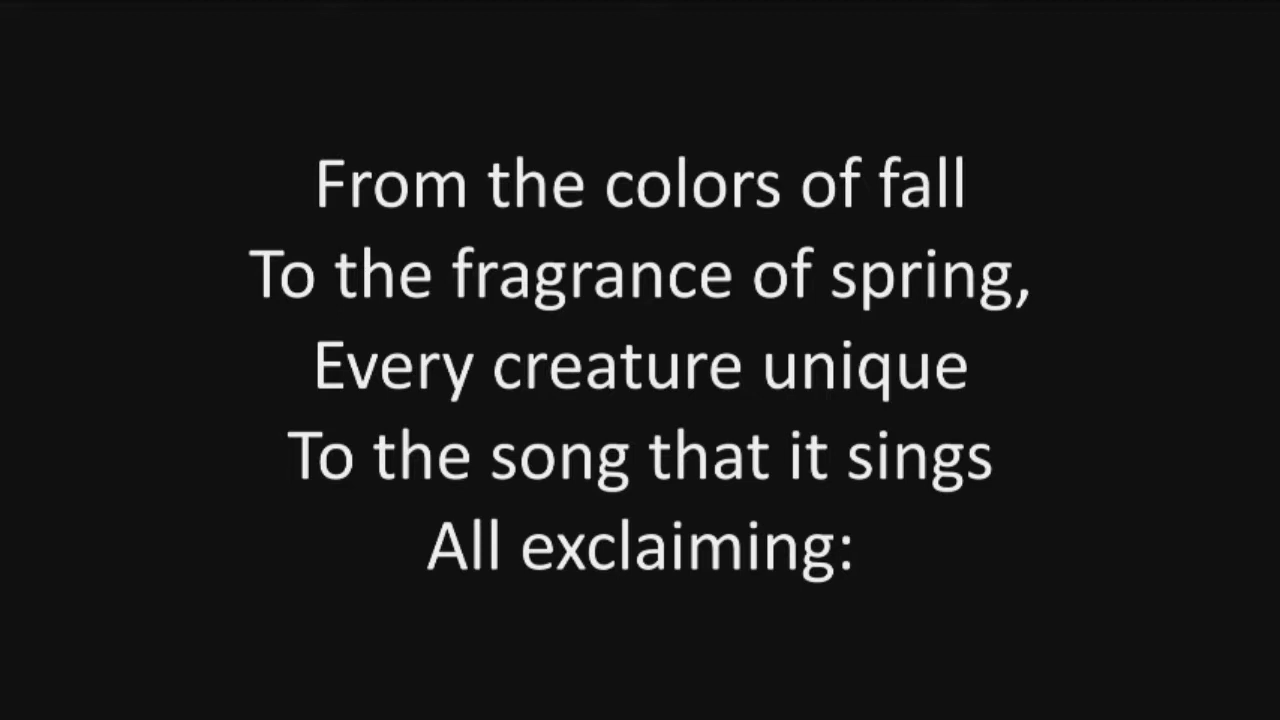 From the colors of fall
To the fragrance of spring,
Every creature unique
To the song that it sings
All exclaiming: